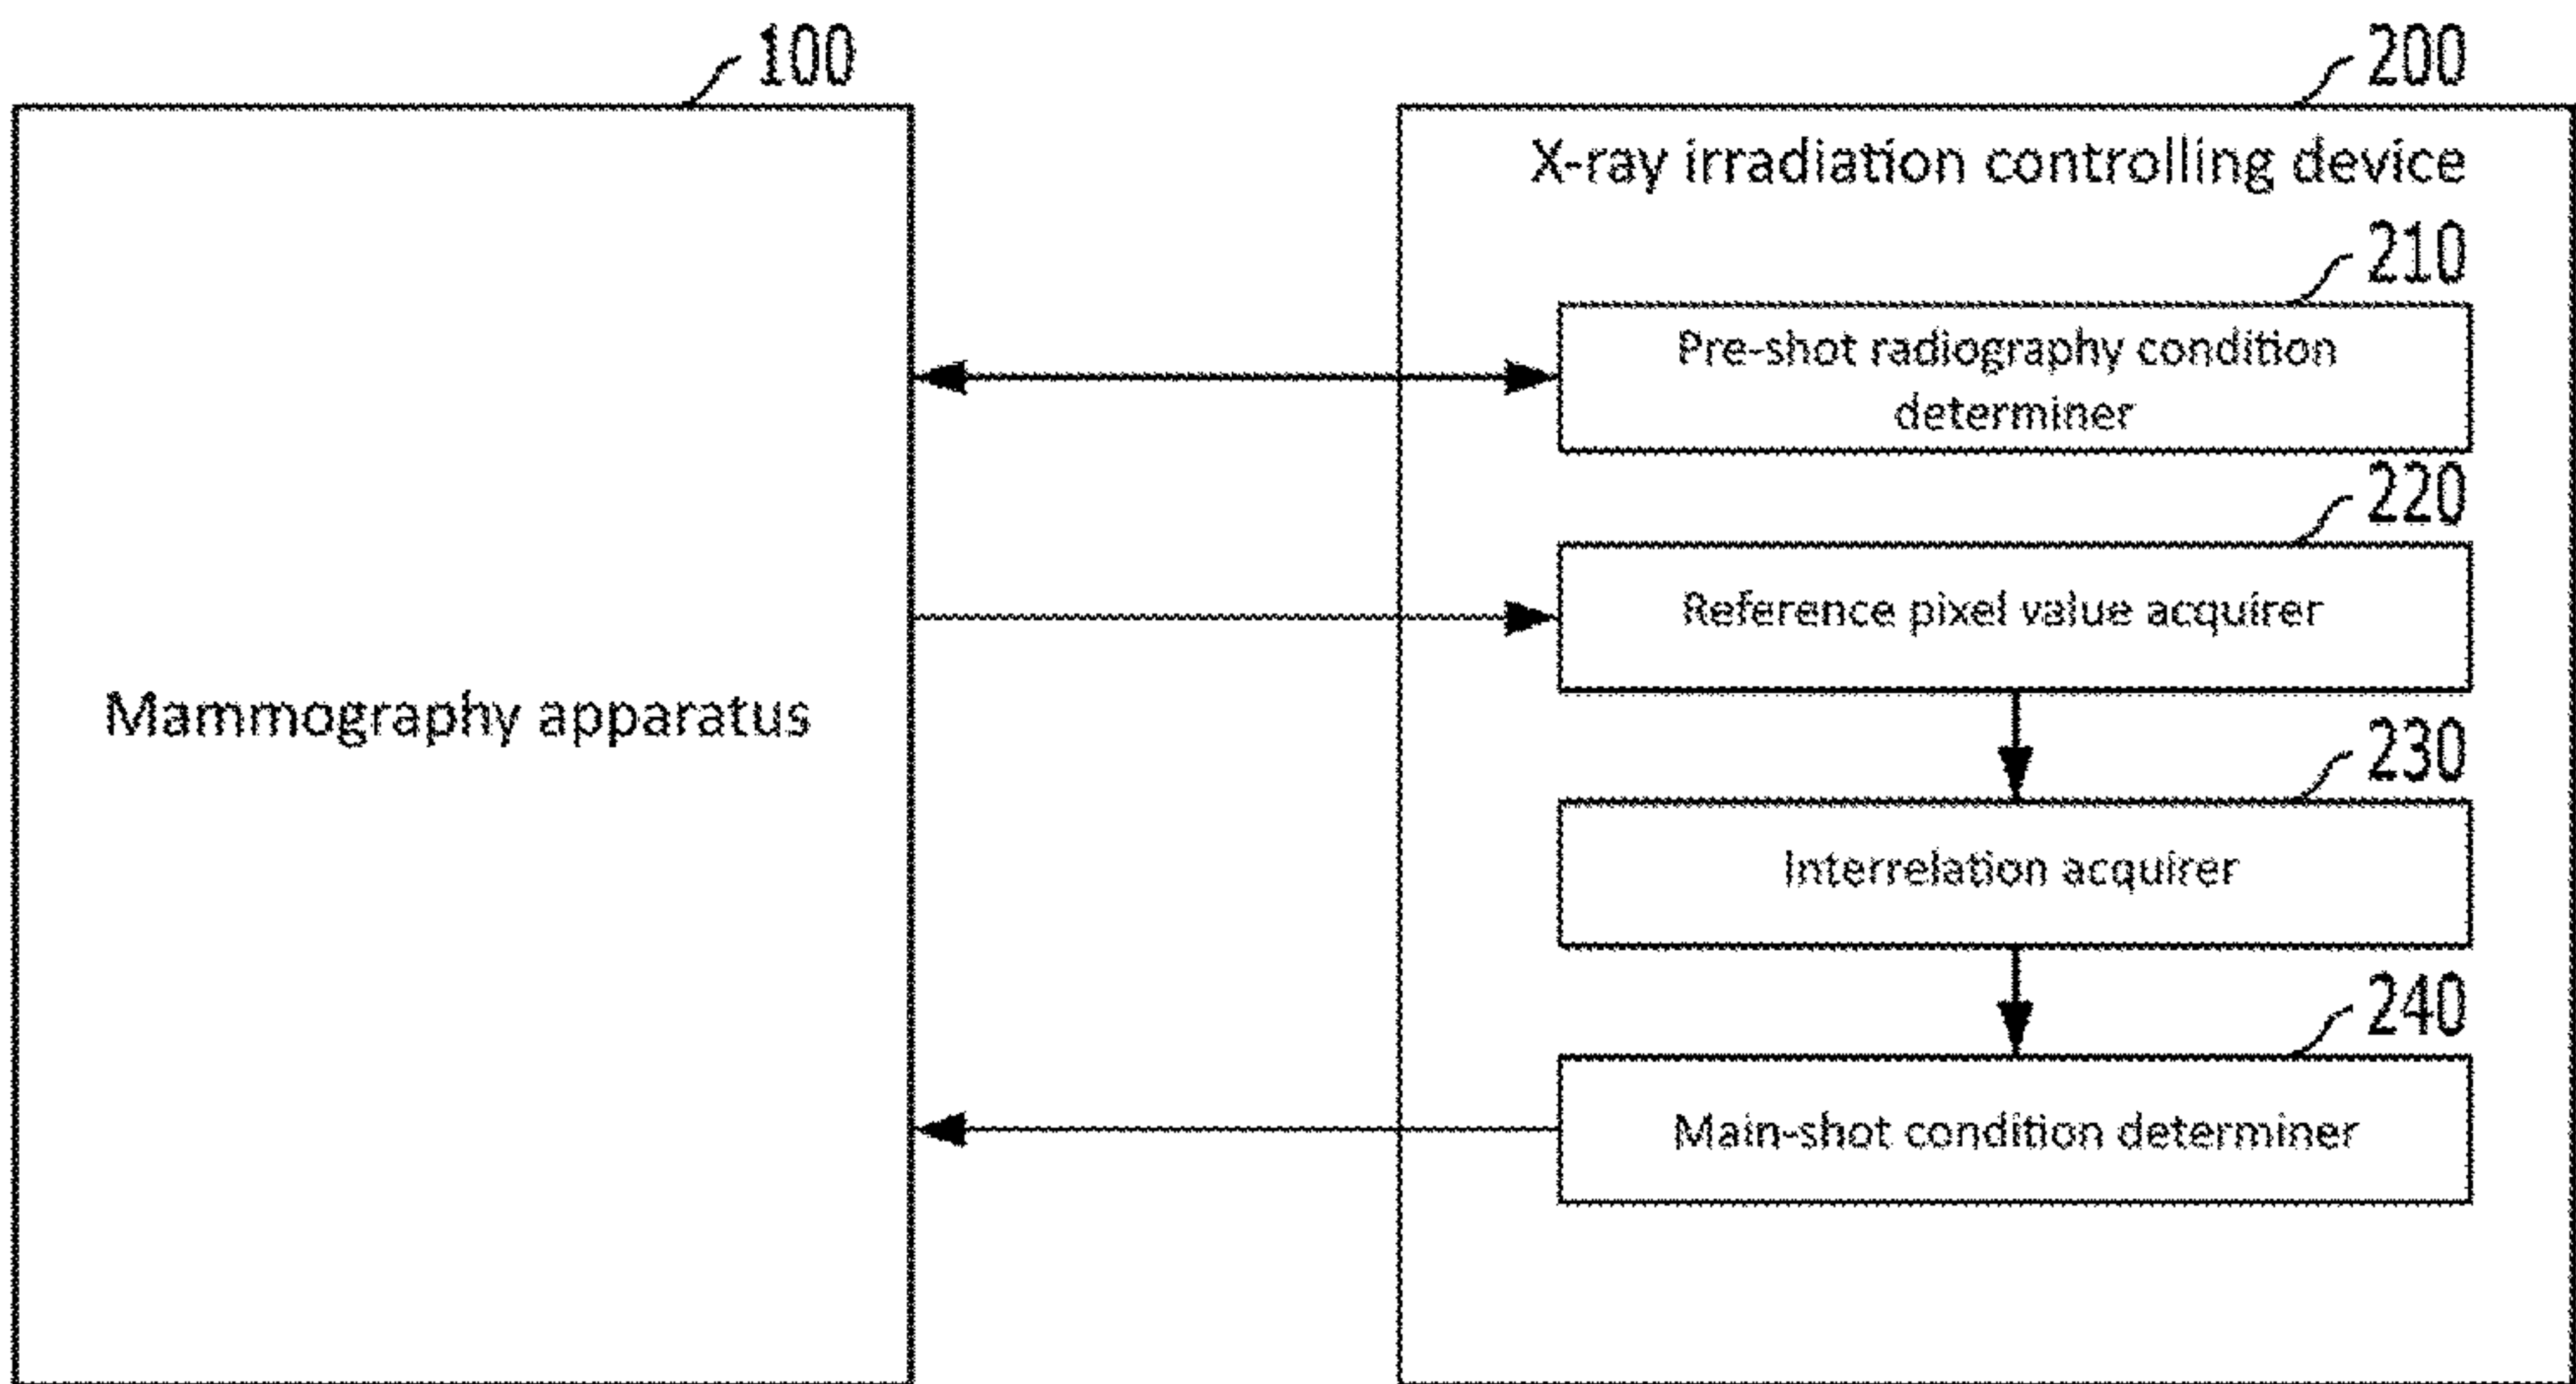 100
200
X-ray irradiation controlling device
210
Pre-shot radiography condition
determiner
220
Reference pixel value acquirer
Mammography apparatus
230
Interrelation acquirer
240
Main-shot condition determiner